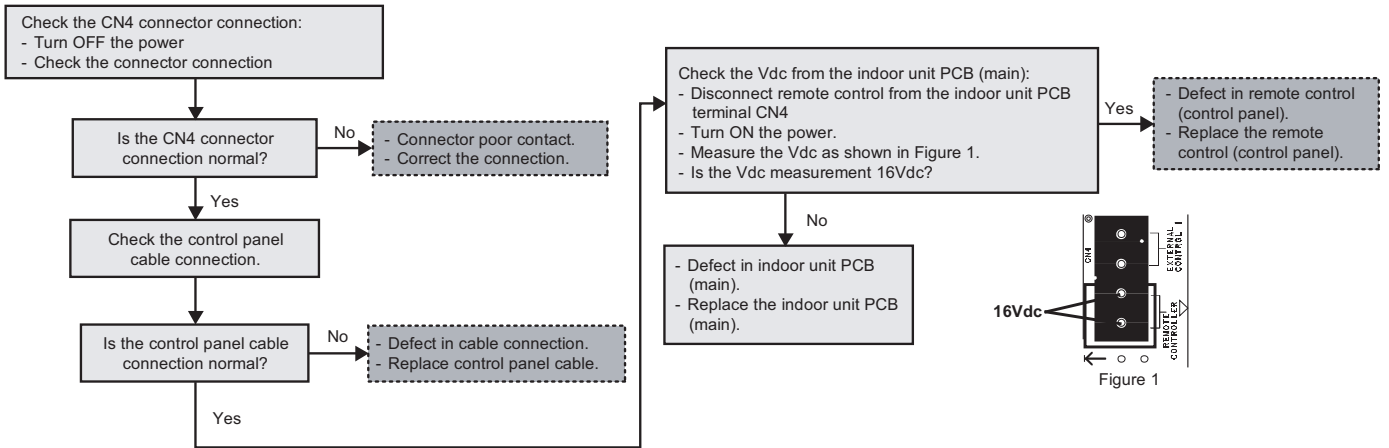 Check the CN4 connector connection:
- Turn OFF the power
- Check the connector connection
Is the CN4 connector
connection normal?
No
- Connector poor contact.
- Correct the connection.
Yes
Check the control panel
cable connection.
Is the control panel cable
connection normal?
No
- Defect in cable connection.
- Replace control panel cable.
Yes
Check the Vdc from the indoor unit PCB (main):
- Disconnect remote control from the indoor unit PCB
terminal CN4
- Turn ON the power.
- Measure the Vdc as shown in Figure 1.
- Is the Vdc measurement 16Vdc?
Yes
- Defect in remote control
(control panel).
- Replace the remote
control (control panel).
No
- Defect in indoor unit PCB
(main).
- Replace the indoor unit PCB
(main).
CN4
EXTERNAL
CONTROL 1
16Vdc
REMOTE
CONTROLLER
Figure 1